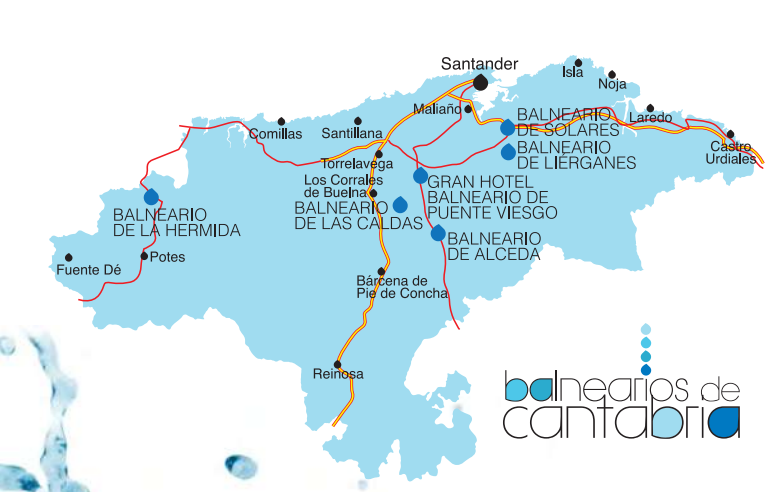 Santander
Isla
Noja
Maliaño
BALNEARIO
DE SOLARES
Laredo
Comillas
Santillana
BALNEARIO
DE LIÉRGANES
Castro
Urdiales
Torrelavega
Los Corrales
de Buelna
GRAN HOTEL
BALNEARIO DE
PUENTE VIESGO
BALNEARIO
DE LA HERMIDA
BALNEARIO
DE LAS CALDAS
BALNEARIO
DE ALCEDA
Fuente Dé
Potes
Bárcena de
Pie de Concha
Reinosa
balnearios de
cantabria